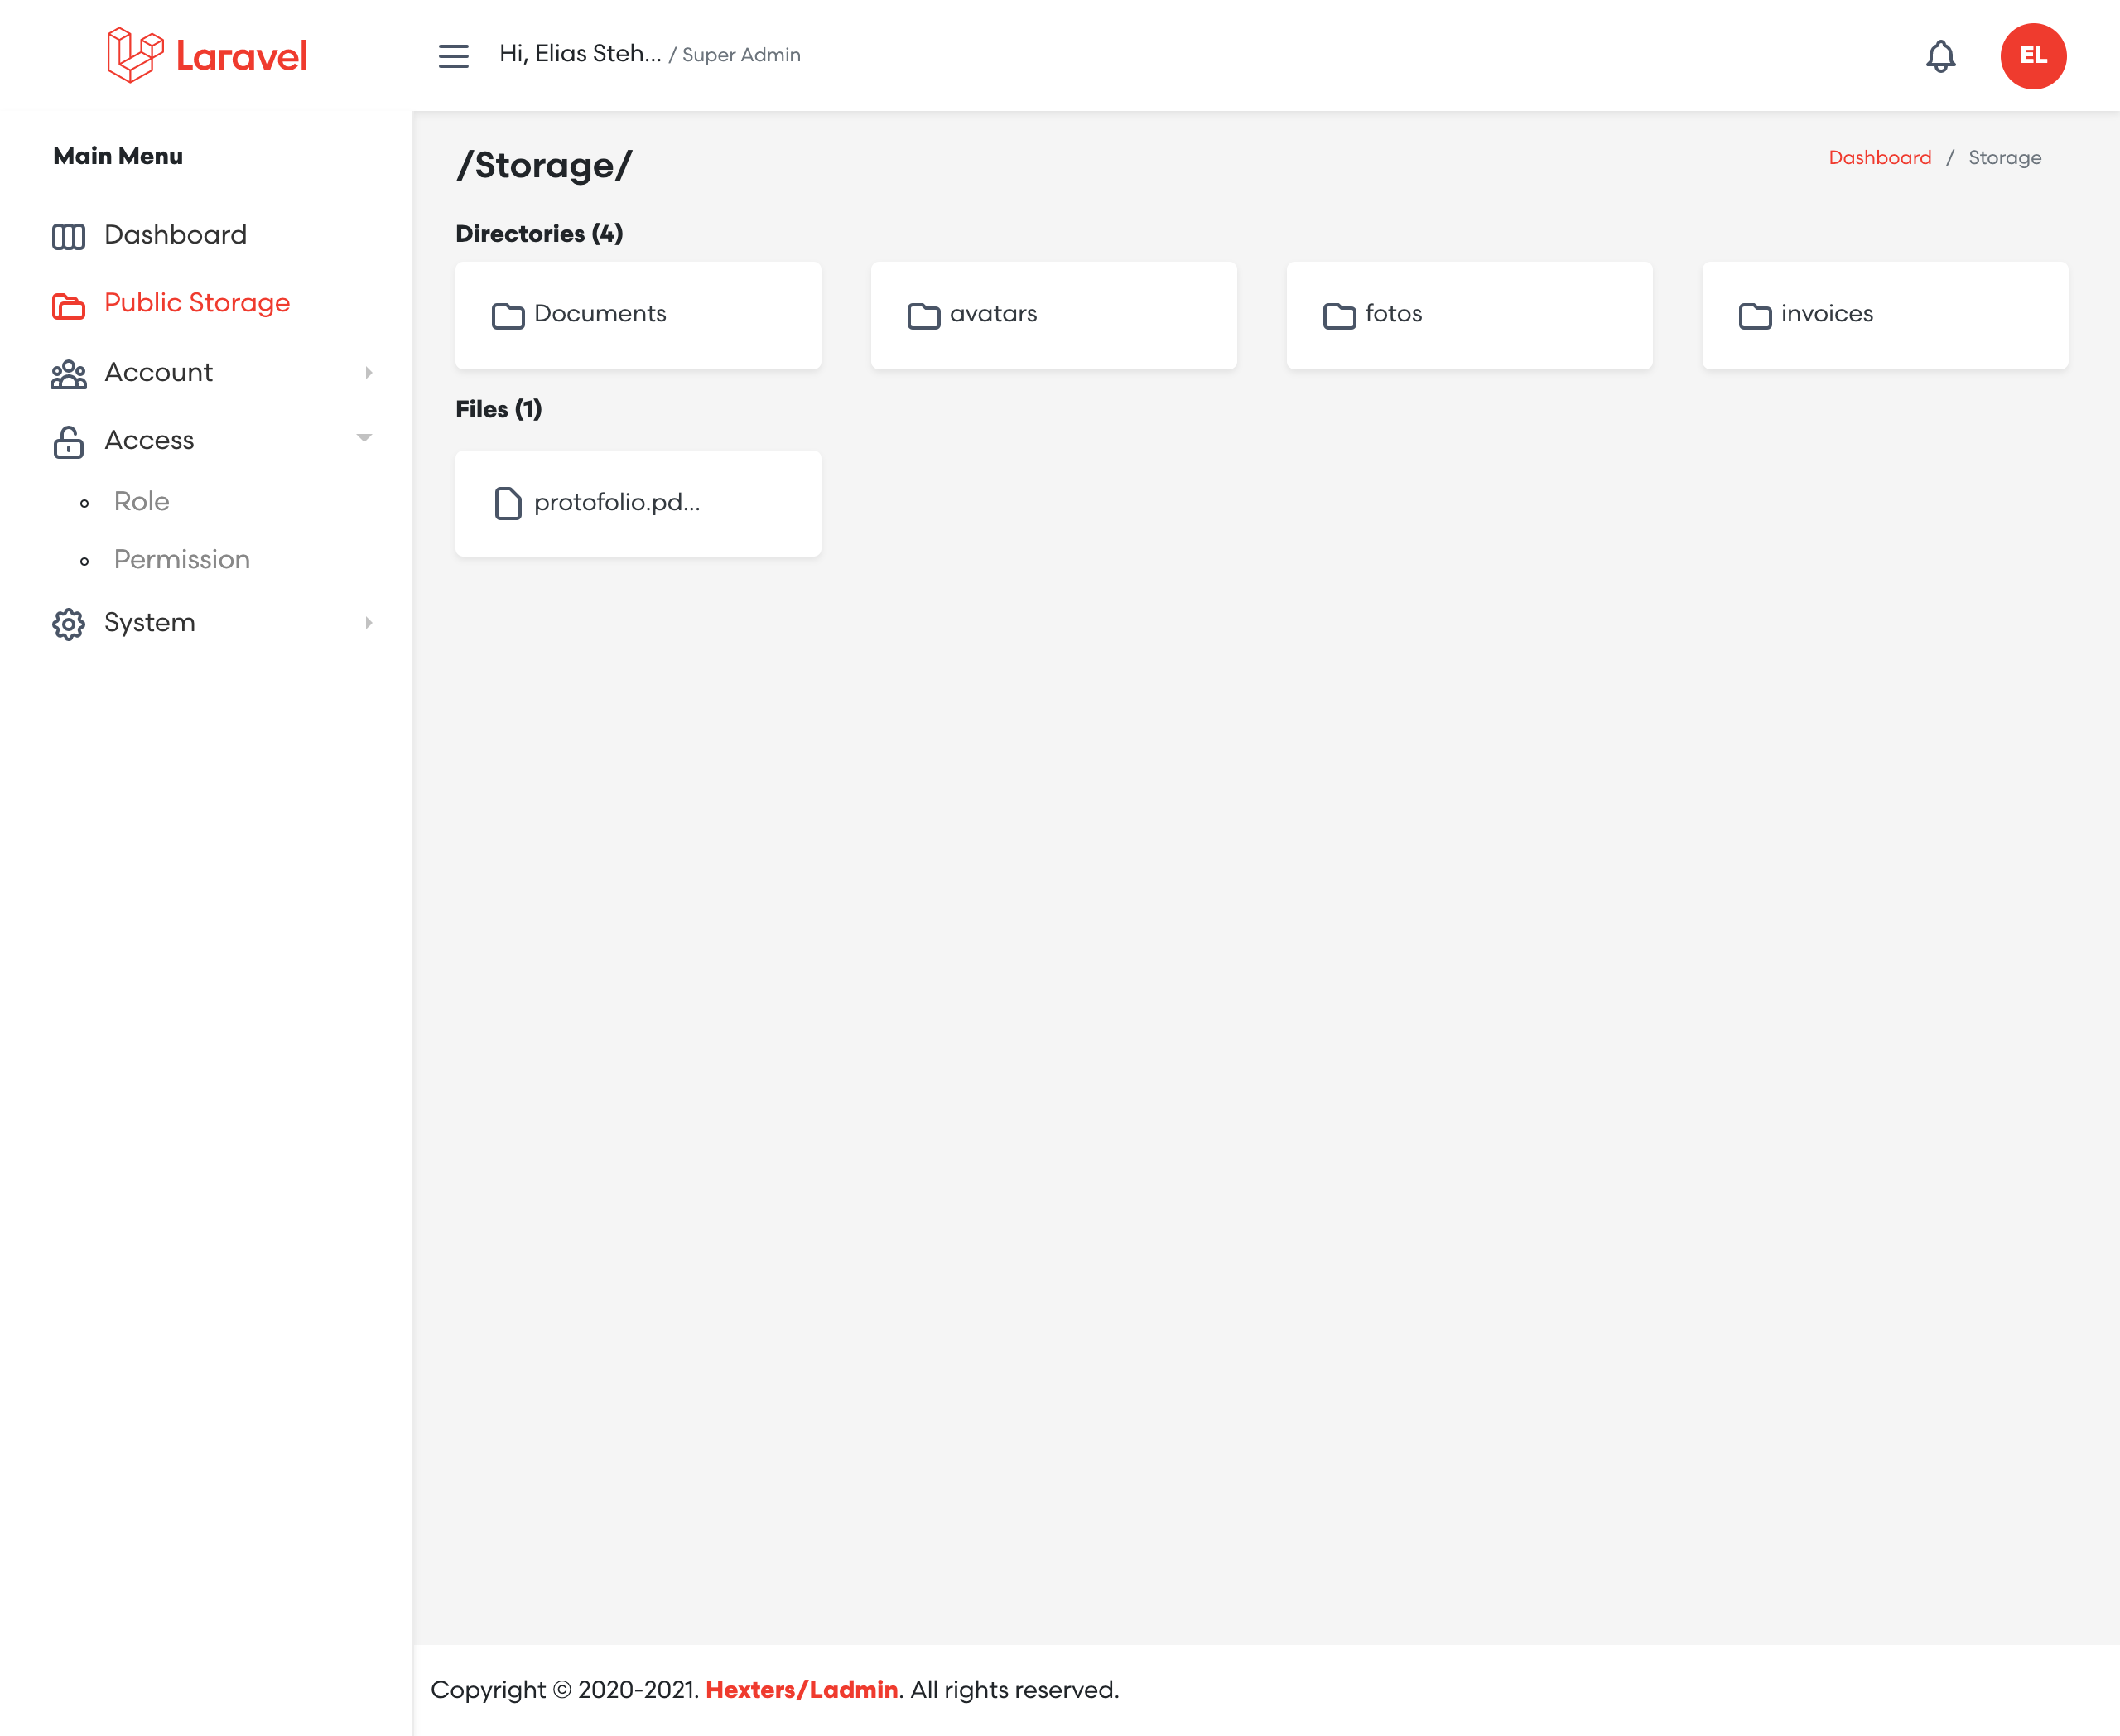 Laravel
Hi, Elias Steh... / Super Admin
EL
Main Menu
Dashboard
Public Storage
Account
Access
Role
Permission
System
/Storage/
Dashboard / Storage
Directories (4)
Documents
avatars
fotos
invoices
Files (1)
protofolio.pd...
Copyright © 2020-2021. Hexters/Ladmin. All rights reserved.